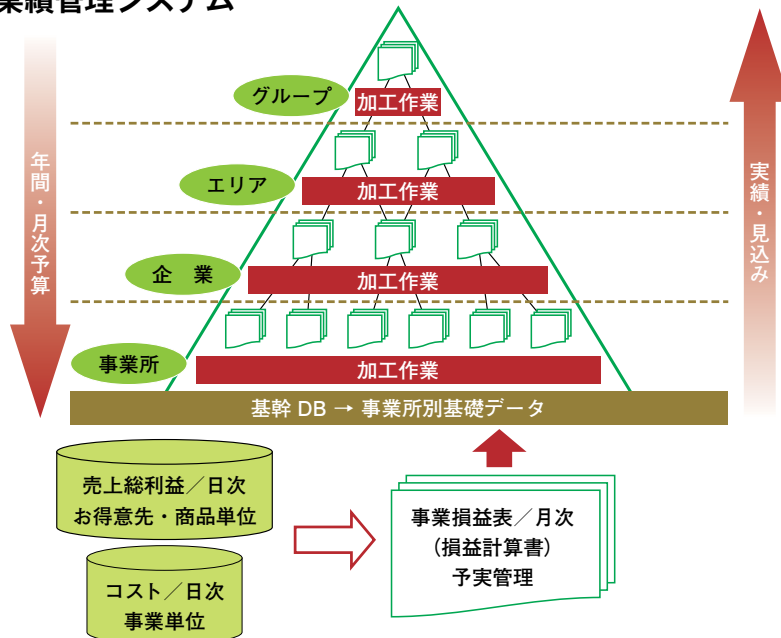 業績管理システム
グループ
加工作業
エリア
加工作業
企 業
加工作業
事業所
加工作業
年間・月次予算
実績・見込み
基幹 DB → 事業所別基礎データ
売上総利益／日次
お得意先・商品単位
コスト／日次
事業単位
事業損益表／月次
(損益計算書)
予実管理